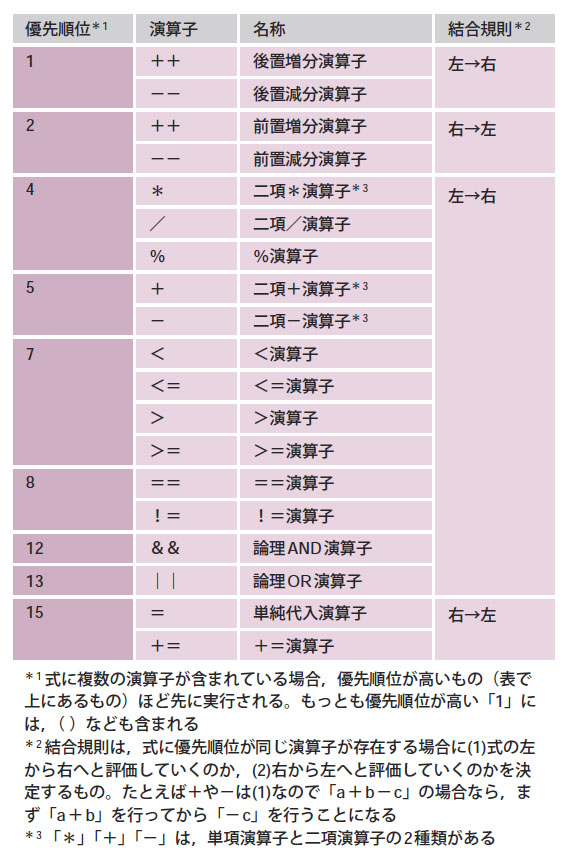 優先順位＊1 演算子 名称 結合規則＊2
1 ++ 後置増分演算子 左→右
−− 後置減分演算子
2 ++ 前置増分演算子 右→左
−− 前置減分演算子
4 ＊ 二項＊演算子＊3 左→右
／ 二項／演算子
% %演算子
5 + 二項+演算子＊3
− 二項−演算子＊3
7 < <演算子
<= <=演算子
> >演算子
>= >=演算子
8 == ==演算子
!= !=演算子
12 && 論理AND演算子
13 || 論理OR演算子
15 = 単純代入演算子 右→左
+= +=演算子
＊1 式に複数の演算子が含まれている場合，優先順位が高いもの（表で
上にあるもの）ほど先に実行される。もっとも優先順位が高い「1」に
は，( ) なども含まれる
＊2 結合規則は，式に優先順位が同じ演算子が存在する場合に(1)式の左
から右へと評価していくのか，(2)右から左へと評価していくのかを決
定するもの。たとえば+や−は(1)なので「a+b−c」の場合なら，ま
ず「a+b」を行ってから「−c」を行うことになる
＊3 「＊」「+」「−」は，単項演算子と二項演算子の2種類がある